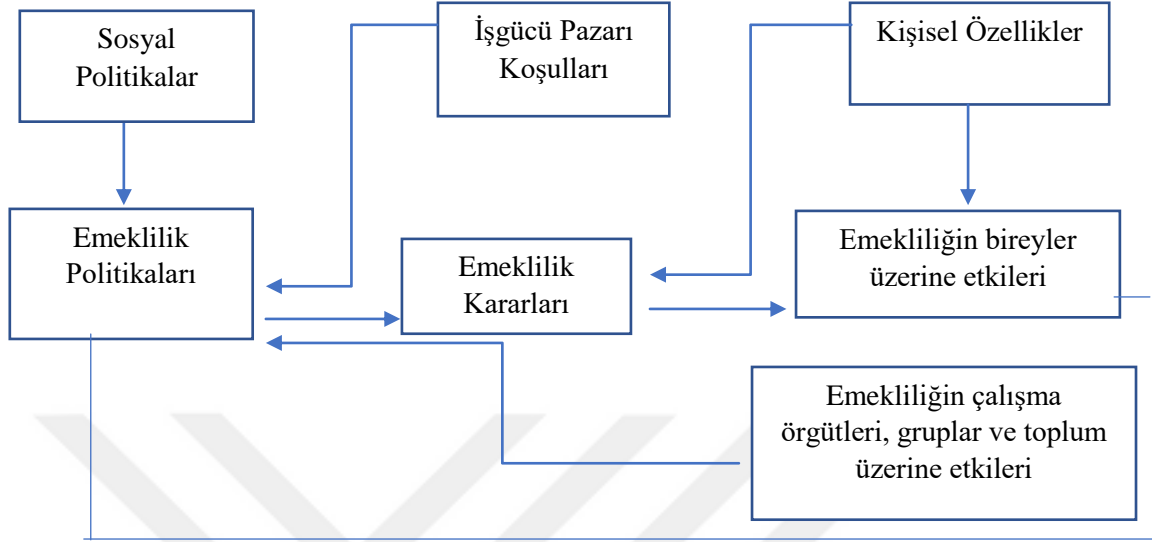 Sosyal
Politikalar
İşgücü Pazarı
Koşulları
Kişisel Özellikler
Emeklilik
Politikaları
Emeklilik
Kararları
Emekliliğin bireyler
üzerine etkileri
Emekliliğin çalışma
örgütleri, gruplar ve toplum
üzerine etkileri